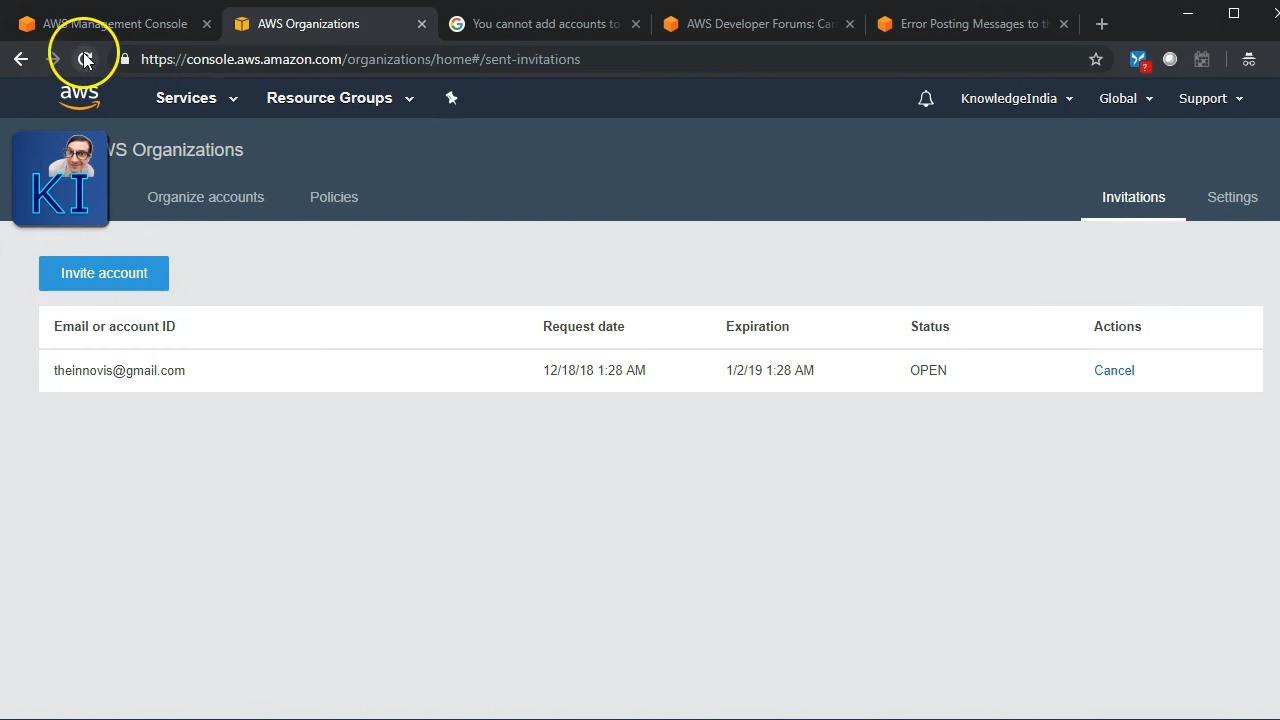 AWS Management Console
AWS Organizations
You cannot add accounts to
AWS Developer Forums: Can
Error Posting Messages to th
https://console.aws.amazon.com/organizations/home#/sent-invitations
?
aws
Services
Resource Groups
KnowledgeIndia
Global
Support
WS Organizations
KI
Organize accounts
Policies
Invitations
Settings
Invite account
Email or account ID Request date Expiration Status Actions
theinnovis@gmail.com 12/18/18 1:28 AM 1/2/19 1:28 AM OPEN Cancel